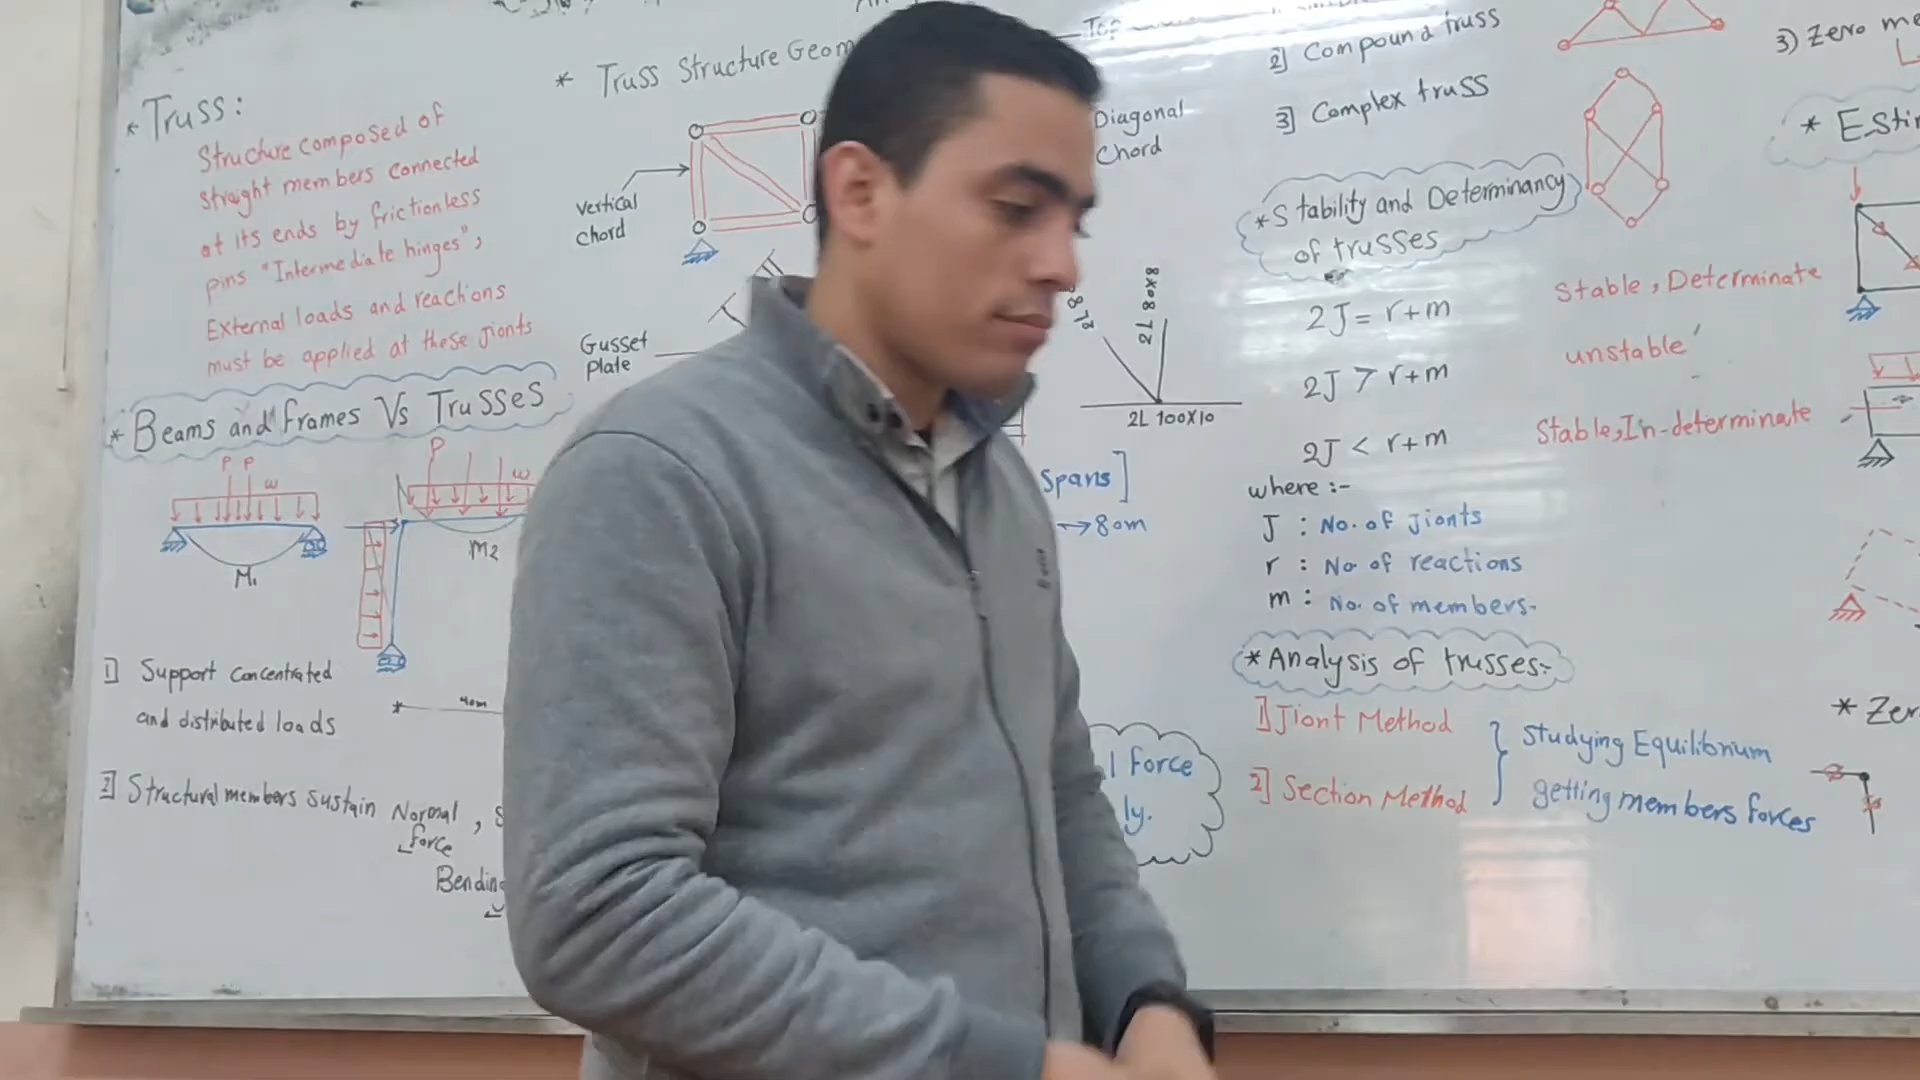 * Truss:
Structure composed of
straight members connected
at its ends by frictionless
pins "Intermediate hinges",
External loads and reactions
must be applied at these Jionts
* Beams and frames Vs Trusses
P P
ω
M1
P
ω
M2
1] Support concentrated
and distributed loads
40m
2] Structural members sustain Normal ,
force
* Truss Structure
vertical
chord
Gusset
plate
Top
Diagonal
Chord
2L 80x8
2L 100x10
Spans]
→80m
Force
ly.
2] Compound truss
3] Complex truss
* Stability and Determinancy
of trusses
2J = r+m
Stable, Determinate
2J > r+m
unstable
2J < r+m
Stable, In-determinate
where :-
J : No. of Jionts
r : No of reactions
m : No. of members.
* Analysis of trusses:-
1] Jiont Method
2] Section Method
Studying Equilibrium
getting members forces
3) Zero
*
*